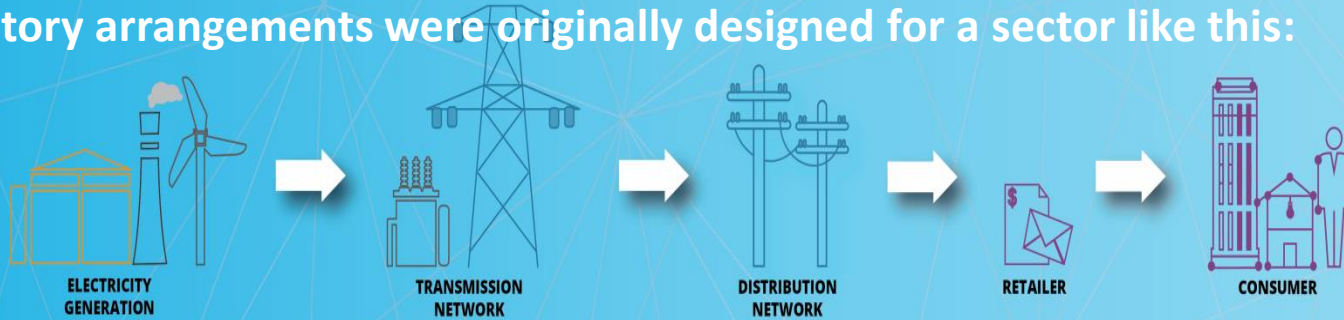 tory arrangements were originally designed for a sector like this:
$
ELECTRICITY
GENERATION
TRANSMISSION
NETWORK
DISTRIBUTION
NETWORK
RETAILER
CONSUMER